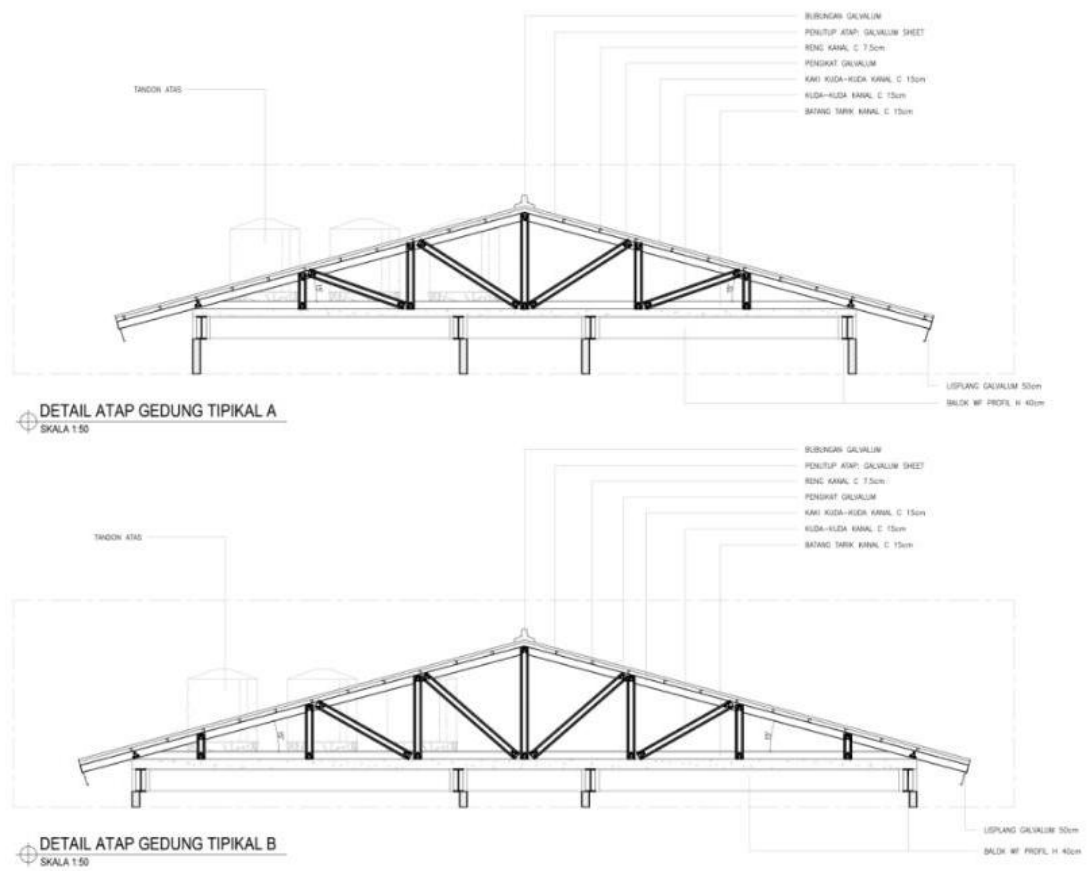 BUBUNGAN GALVALUM
PENUTUP ATAP: GALVALUM SHEET
RENG KANAL C 7.5cm
PENGIKAT GALVALUM
KAKI KUDA-KUDA KANAL C 15cm
KUDA-KUDA KANAL C 15cm
BATANG TARIK KANAL C 15cm
TANDON ATAS
LISPLANG GALVALUM 50cm
BALOK WF PROFIL H 40cm
DETAIL ATAP GEDUNG TIPIKAL A
SKALA 1:50
BUBUNGAN GALVALUM
PENUTUP ATAP: GALVALUM SHEET
RENG KANAL C 7.5cm
PENGIKAT GALVALUM
KAKI KUDA-KUDA KANAL C 15cm
KUDA-KUDA KANAL C 15cm
BATANG TARIK KANAL C 15cm
TANDON ATAS
LISPLANG GALVALUM 50cm
BALOK WF PROFIL H 40cm
DETAIL ATAP GEDUNG TIPIKAL B
SKALA 1:50